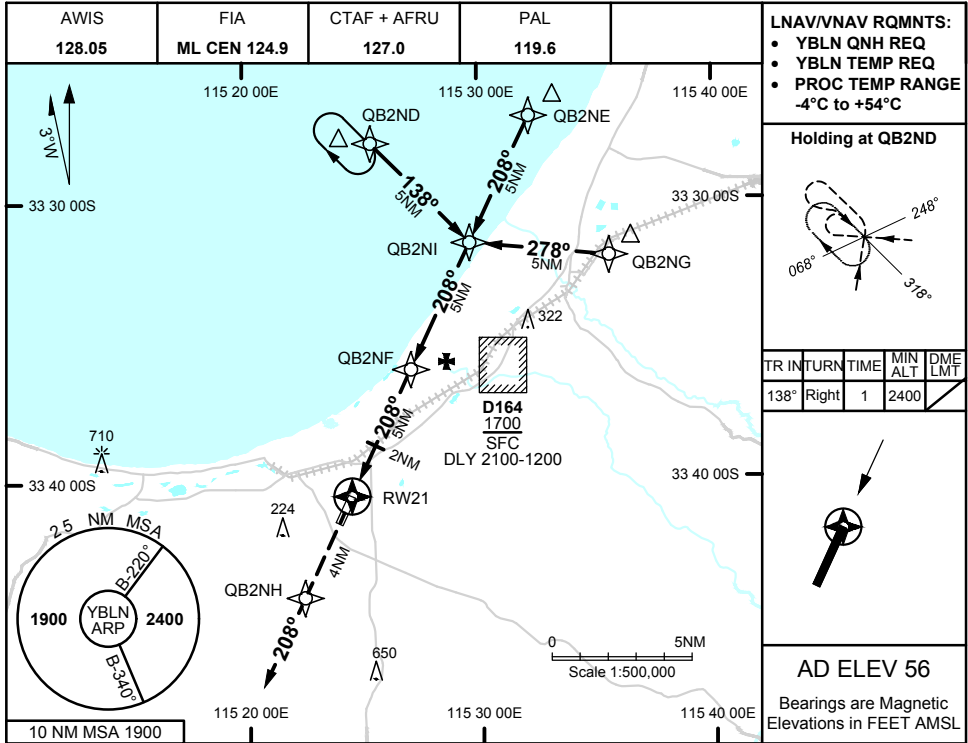 AWIS
128.05
FIA
ML CEN 124.9
CTAF + AFRU
127.0
PAL
119.6
LNAV/VNAV RQMNTS:
• YBLN QNH REQ
• YBLN TEMP REQ
• PROC TEMP RANGE
-4°C to +54°C
115 20 00E
115 30 00E
115 40 00E
3°W
QB2ND
QB2NE
138º
5NM
208º
5NM
33 30 00S
33 30 00S
QB2NI
278º
5NM
QB2NG
208º
5NM
322
QB2NF
D164
1700
SFC
DLY 2100-1200
208º
5NM
2NM
710
33 40 00S
33 40 00S
RW21
224
4NM
QB2NH
208º
650
25 NM MSA
B-220°
1900
YBLN
ARP
2400
B-340°
0
5NM
Scale 1:500,000
115 20 00E
115 30 00E
115 40 00E
10 NM MSA 1900
Holding at QB2ND
248°
068°
318°
TR IN TURN TIME MIN ALT DME LMT
138° Right 1 2400
AD ELEV 56
Bearings are Magnetic
Elevations in FEET AMSL